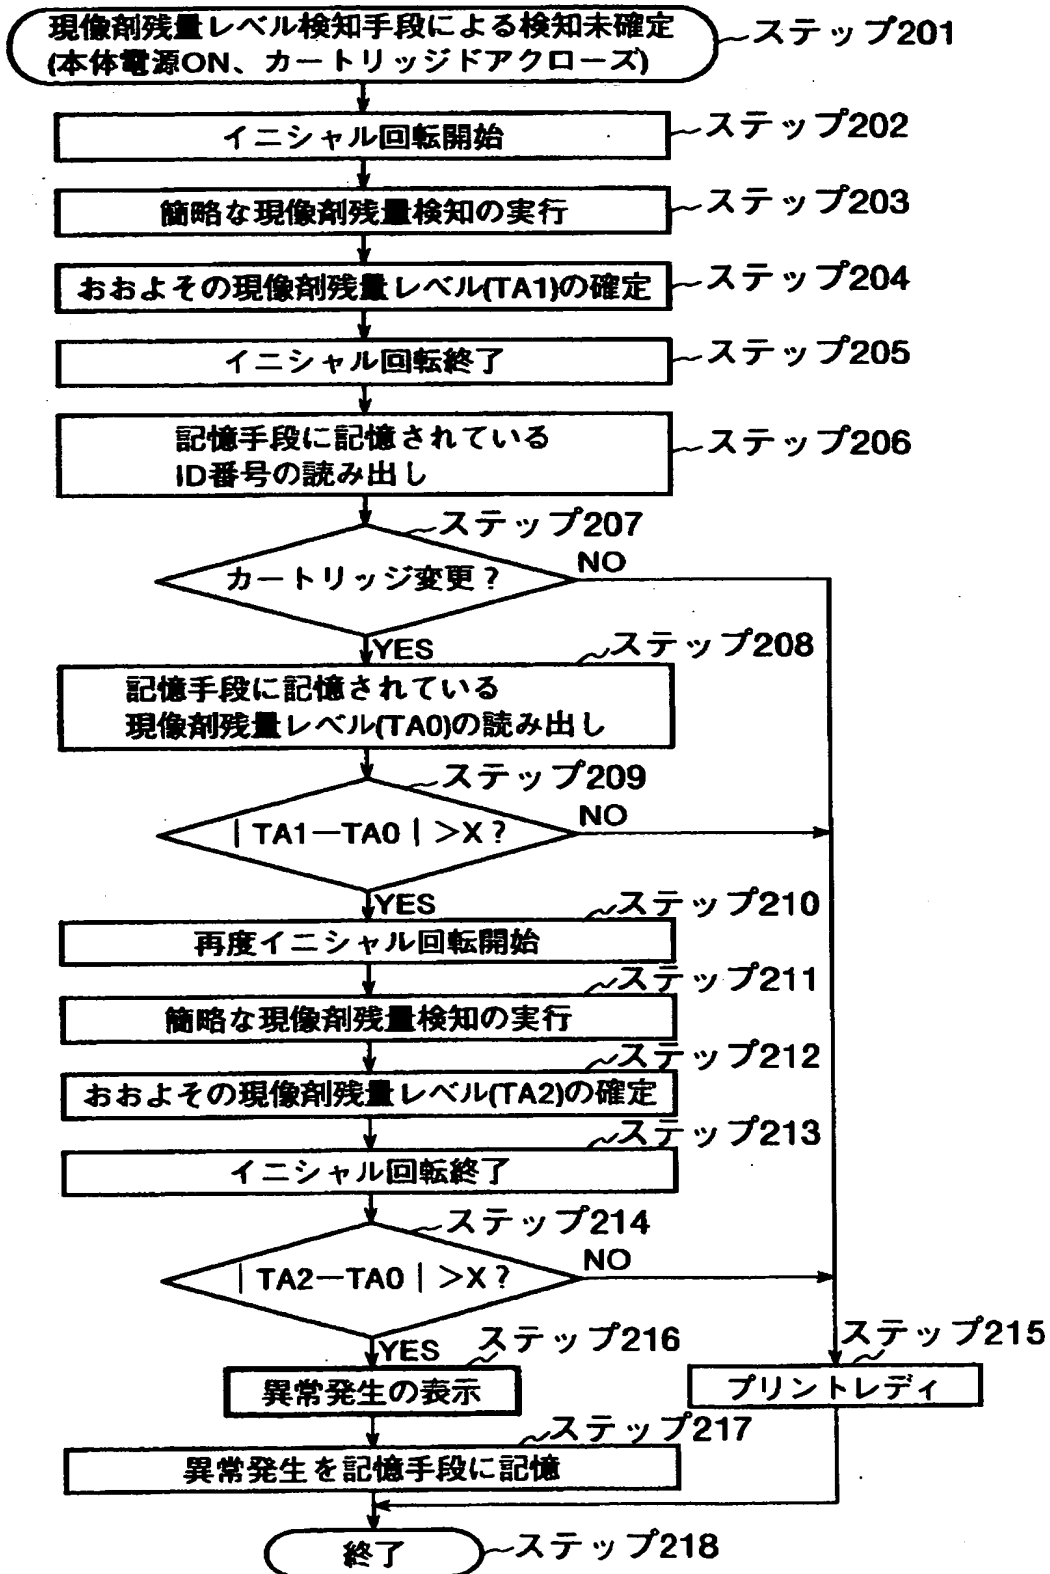 現像剤残量レベル検知手段による検知未確定
(本体電源ON、カートリッジドアクローズ)
ステップ201
イニシャル回転開始
ステップ202
簡略な現像剤残量検知の実行
ステップ203
おおよその現像剤残量レベル(TA1)の確定
ステップ204
イニシャル回転終了
ステップ205
記憶手段に記憶されている
ID番号の読み出し
ステップ206
ステップ207
カートリッジ変更？
NO
YES
ステップ208
記憶手段に記憶されている
現像剤残量レベル(TA0)の読み出し
ステップ209
｜TA1－TA0｜＞X？
NO
YES
ステップ210
再度イニシャル回転開始
ステップ211
簡略な現像剤残量検知の実行
ステップ212
おおよその現像剤残量レベル(TA2)の確定
ステップ213
イニシャル回転終了
ステップ214
｜TA2－TA0｜＞X？
NO
YES
ステップ216
ステップ215
異常発生の表示
プリントレディ
ステップ217
異常発生を記憶手段に記憶
終了
ステップ218